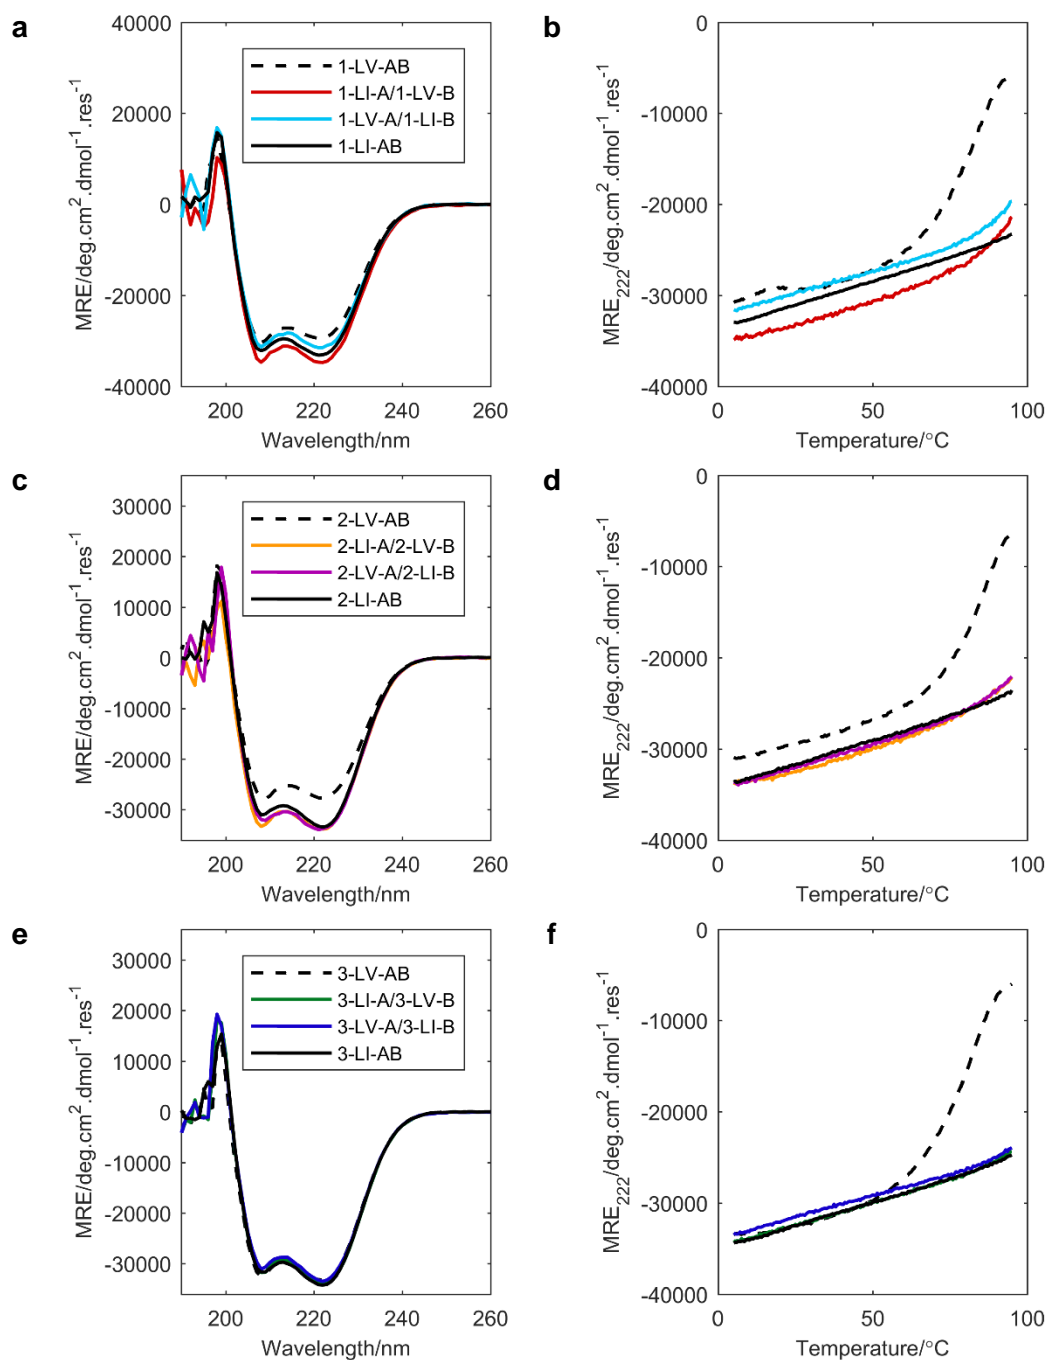 a
40000
20000
0
-20000
-40000
200
220
240
260
MRE/deg.cm².dmol⁻¹.res⁻¹
Wavelength/nm
1-LV-AB
1-LI-A/1-LV-B
1-LV-A/1-LI-B
1-LI-AB
b
0
-10000
-20000
-30000
-40000
0
50
100
MRE₂₂₂/deg.cm².dmol⁻¹.res⁻¹
Temperature/°C
c
30000
20000
10000
0
-10000
-20000
-30000
200
220
240
260
MRE/deg.cm².dmol⁻¹.res⁻¹
Wavelength/nm
2-LV-AB
2-LI-A/2-LV-B
2-LV-A/2-LI-B
2-LI-AB
d
0
-10000
-20000
-30000
-40000
0
50
100
MRE₂₂₂/deg.cm².dmol⁻¹.res⁻¹
Temperature/°C
e
30000
20000
10000
0
-10000
-20000
-30000
200
220
240
260
MRE/deg.cm².dmol⁻¹.res⁻¹
Wavelength/nm
3-LV-AB
3-LI-A/3-LV-B
3-LV-A/3-LI-B
3-LI-AB
f
0
-10000
-20000
-30000
-40000
0
50
100
MRE₂₂₂/deg.cm².dmol⁻¹.res⁻¹
Temperature/°C